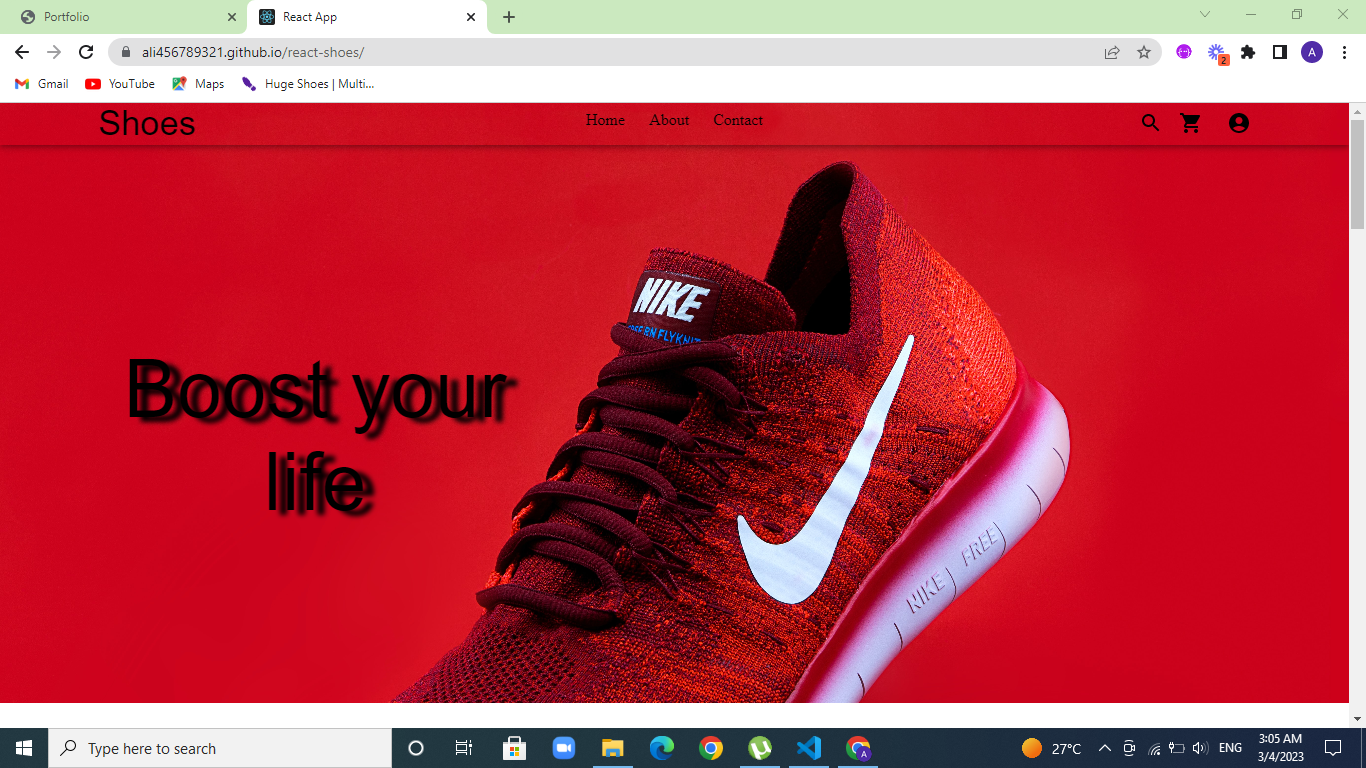 Portfolio
React App
ali456789321.github.io/react-shoes/
2
A
Gmail
YouTube
Maps
Huge Shoes | Multi...
Shoes
Home About Contact
NIKE
FLYKNIT
Boost your
life
NIKE FREE
Type here to search
A
27°C
ENG
3:05 AM
3/4/2023